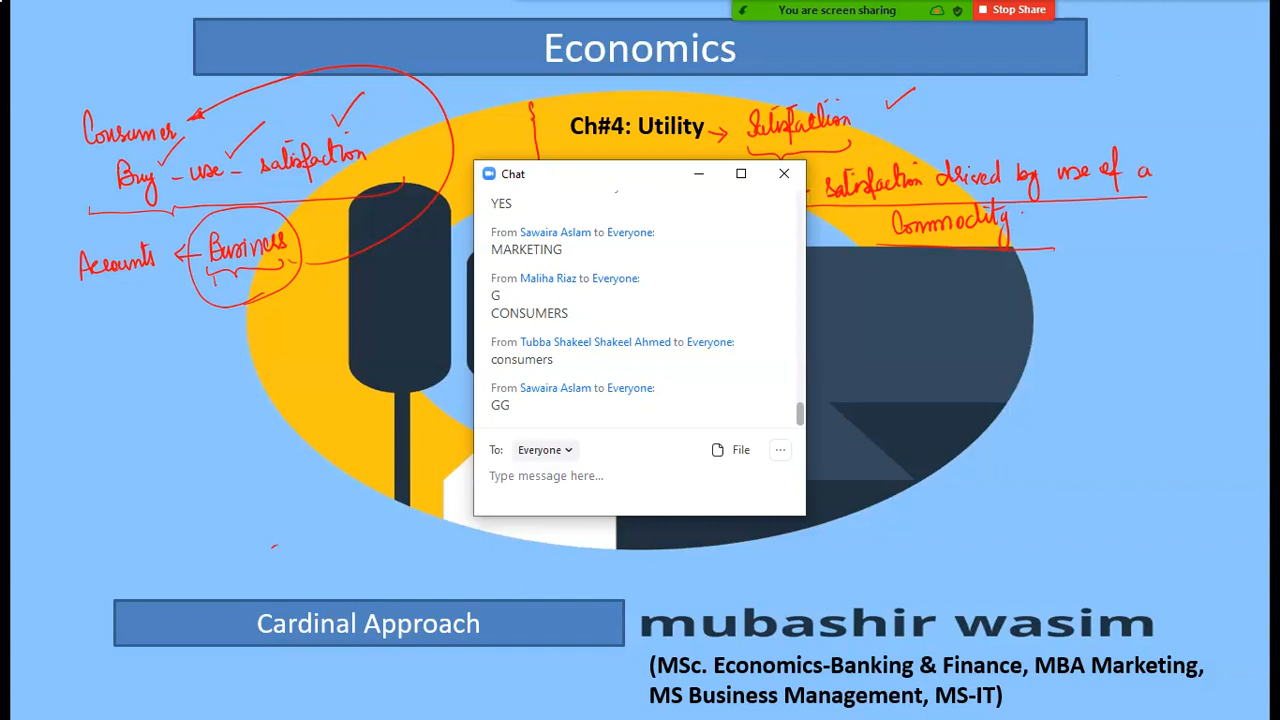 You are screen sharing
Stop Share
Economics
Consumer
Buy - use - satisfaction
Accounts ← Business
Ch#4: Utility → Satisfaction
satisfaction drived by use of a
Commodity
Chat
YES
From Sawaira Aslam to Everyone:
MARKETING
From Maliha Riaz to Everyone:
G
CONSUMERS
From Tubba Shakeel Shakeel Ahmed to Everyone:
consumers
From Sawaira Aslam to Everyone:
GG
To: Everyone
File
Type message here...
Cardinal Approach
mubashir wasim
(MSc. Economics-Banking & Finance, MBA Marketing,
MS Business Management, MS-IT)